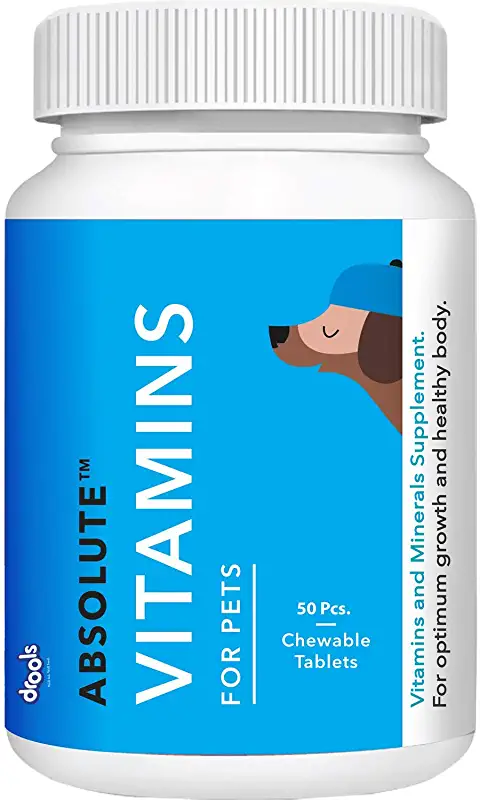 drools
ABSOLUTE™
VITAMINS
FOR PETS
50 Pcs.
Chewable
Tablets
Vitamins and Minerals Supplement.
For optimum growth and healthy body.